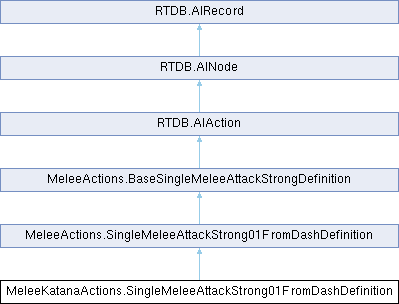 RTDB.AIRecord
RTDB.AINode
RTDB.AIAction
MeleeActions.BaseSingleMeleeAttackStrongDefinition
MeleeActions.SingleMeleeAttackStrong01FromDashDefinition
MeleeKatanaActions.SingleMeleeAttackStrong01FromDashDefinition